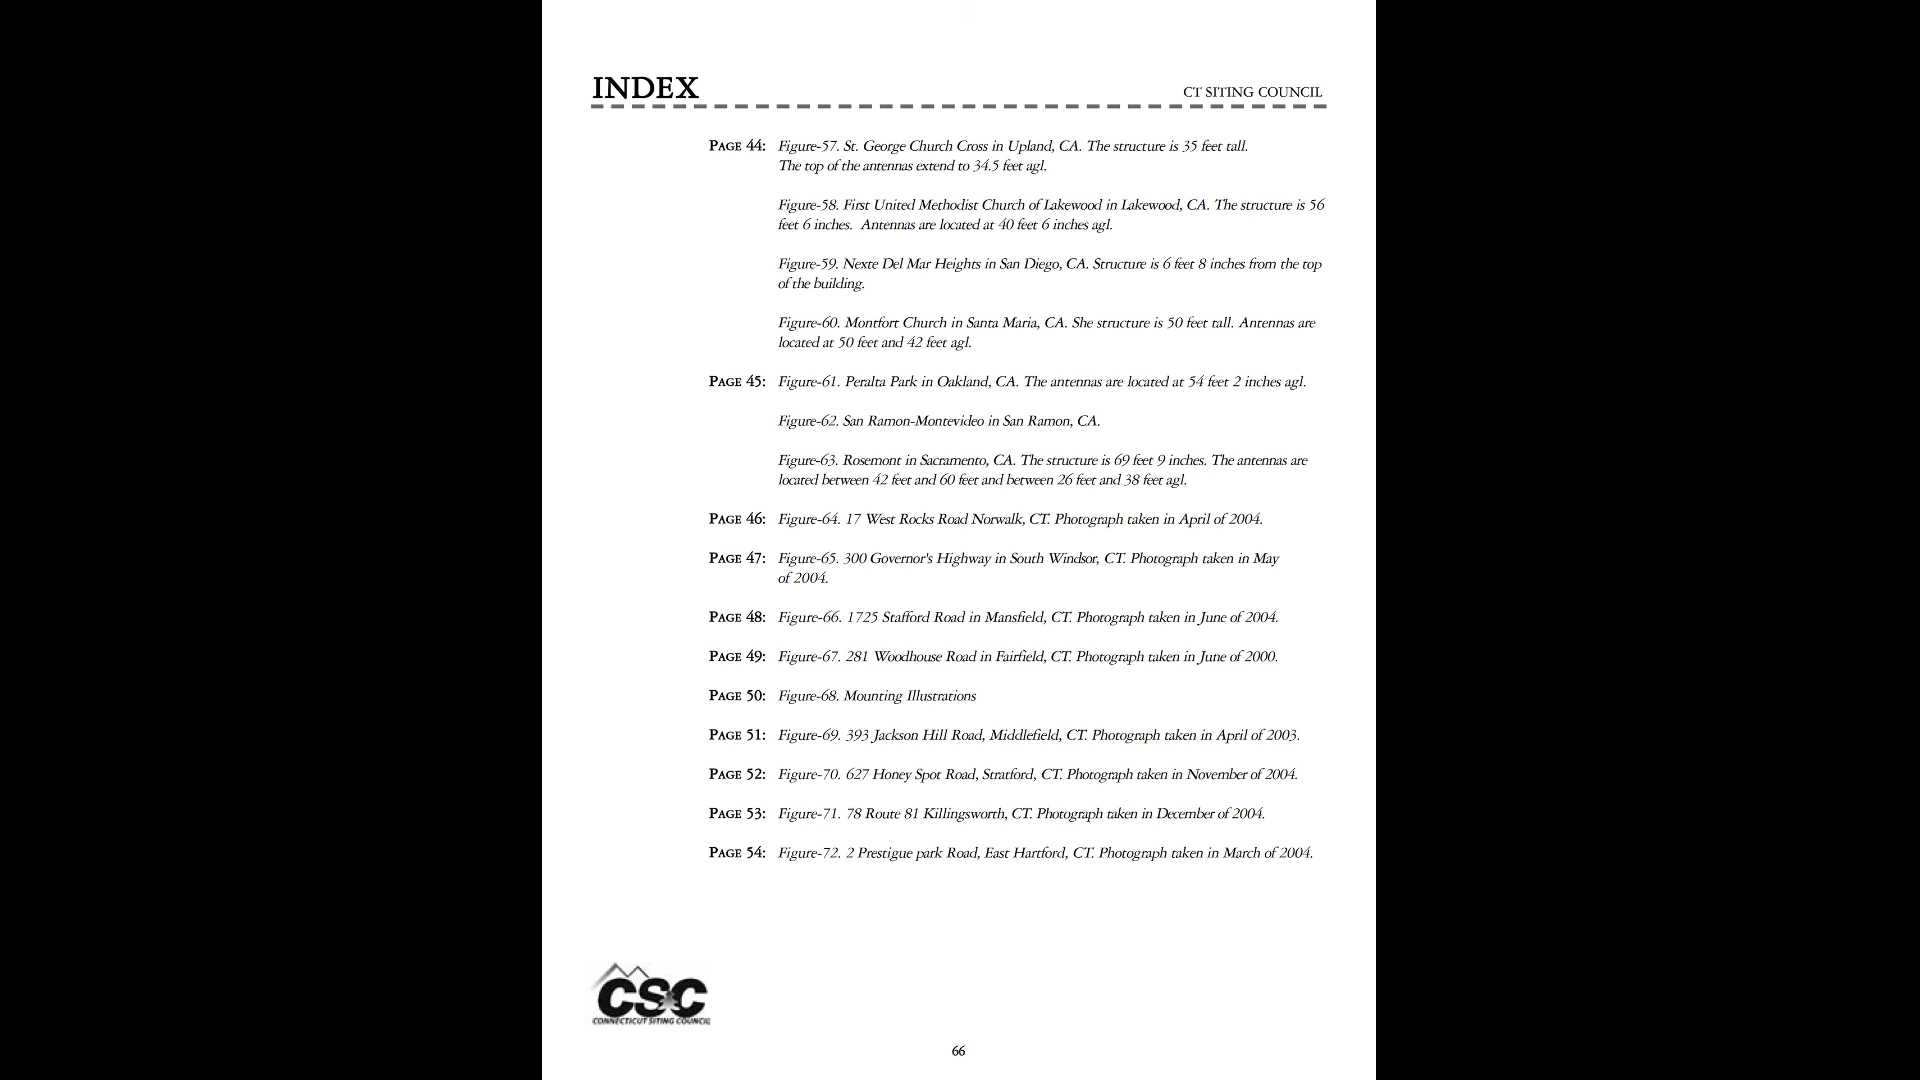 INDEX
CT SITING COUNCIL
PAGE 44: Figure-57. St. George Church Cross in Upland, CA. The structure is 35 feet tall.
The top of the antennas extend to 34.5 feet agl.
Figure-58. First United Methodist Church of Lakewood in Lakewood, CA. The structure is 56
feet 6 inches. Antennas are located at 40 feet 6 inches agl.
Figure-59. Nexte Del Mar Heights in San Diego, CA. Structure is 6 feet 8 inches from the top
of the building.
Figure-60. Montfort Church in Santa Maria, CA. She structure is 50 feet tall. Antennas are
located at 50 feet and 42 feet agl.
PAGE 45: Figure-61. Peralta Park in Oakland, CA. The antennas are located at 54 feet 2 inches agl.
Figure-62. San Ramon-Montevideo in San Ramon, CA.
Figure-63. Rosemont in Sacramento, CA. The structure is 69 feet 9 inches. The antennas are
located between 42 feet and 60 feet and between 26 feet and 38 feet agl.
PAGE 46: Figure-64. 17 West Rocks Road Norwalk, CT. Photograph taken in April of 2004.
PAGE 47: Figure-65. 300 Governor's Highway in South Windsor, CT. Photograph taken in May
of 2004.
PAGE 48: Figure-66. 1725 Stafford Road in Mansfield, CT. Photograph taken in June of 2004.
PAGE 49: Figure-67. 281 Woodhouse Road in Fairfield, CT. Photograph taken in June of 2000.
PAGE 50: Figure-68. Mounting Illustrations
PAGE 51: Figure-69. 393 Jackson Hill Road, Middlefield, CT. Photograph taken in April of 2003.
PAGE 52: Figure-70. 627 Honey Spot Road, Stratford, CT. Photograph taken in November of 2004.
PAGE 53: Figure-71. 78 Route 81 Killingsworth, CT. Photograph taken in December of 2004.
PAGE 54: Figure-72. 2 Prestigue park Road, East Hartford, CT. Photograph taken in March of 2004.
CSC
CONNECTICUT SITING COUNCIL
66